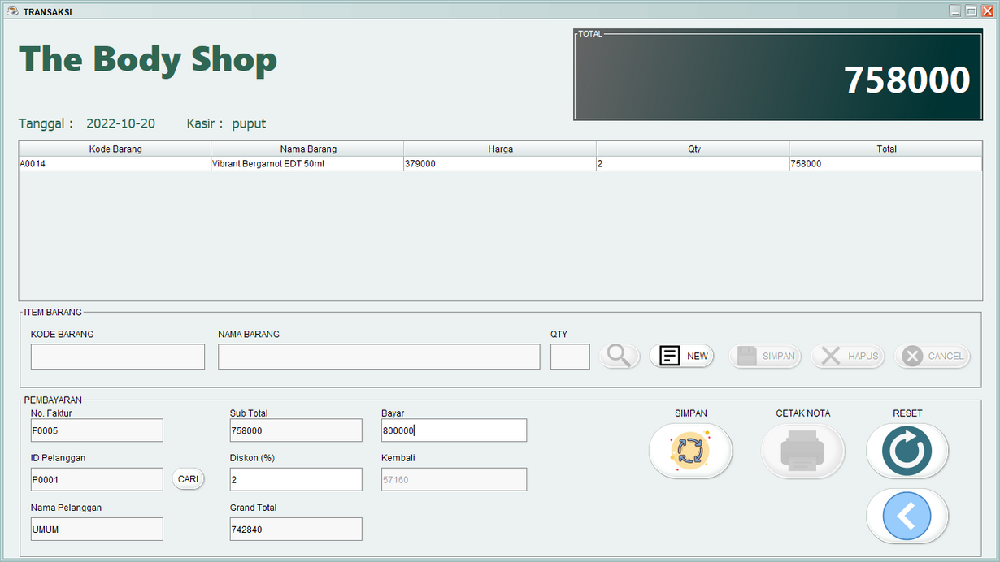 TRANSAKSI
The Body Shop
TOTAL
758000
Tanggal : 2022-10-20 Kasir : puput
Kode Barang Nama Barang Harga Qty Total
A0014 Vibrant Bergamot EDT 50ml 379000 2 758000
ITEM BARANG
KODE BARANG NAMA BARANG QTY
NEW SIMPAN HAPUS CANCEL
PEMBAYARAN
No. Faktur Sub Total Bayar SIMPAN CETAK NOTA RESET
F0005 758000 800000
ID Pelanggan Diskon (%) Kembali
P0001 CARI 2 57160
Nama Pelanggan Grand Total
UMUM 742840